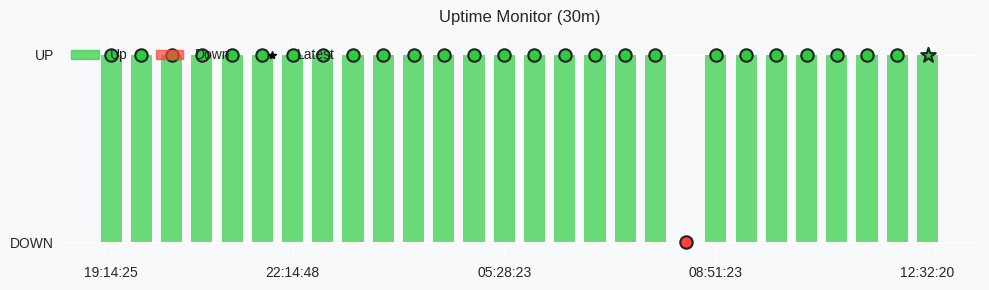 Uptime Monitor (30m)
UP
Up Down Latest
DOWN
19:14:25 22:14:48 05:28:23 08:51:23 12:32:20